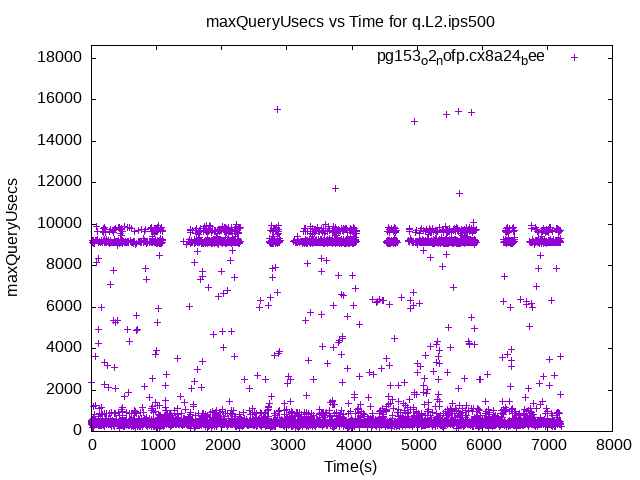 maxQueryUsecs vs Time for q.L2.ips500
pg153o2nofp.cx8a24bee
18000
16000
14000
12000
10000
8000
6000
4000
2000
0
maxQueryUsecs
0 1000 2000 3000 4000 5000 6000 7000 8000
Time(s)